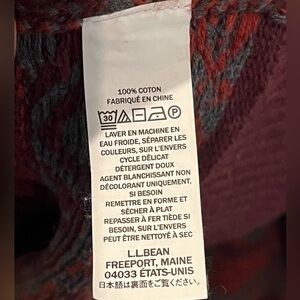 100% COTON
FABRIQUÉ EN CHINE
30 P
LAVER EN MACHINE EN
EAU FROIDE, SÉPARER LES
COULEURS, SUR L'ENVERS
CYCLE DÉLICAT
DÉTERGENT DOUX
AGENT BLANCHISSANT NON
DÉCOLORANT UNIQUEMENT,
SI BESOIN
REMETTRE EN FORME ET
SÉCHER À PLAT
REPASSER À FER TIÈDE SI
BESOIN, SUR L'ENVERS
PEUT ÊTRE NETTOYÉ À SEC
L.L.BEAN
FREEPORT, MAINE
04033 ÉTATS-UNIS
日本語は裏面をご覧ください